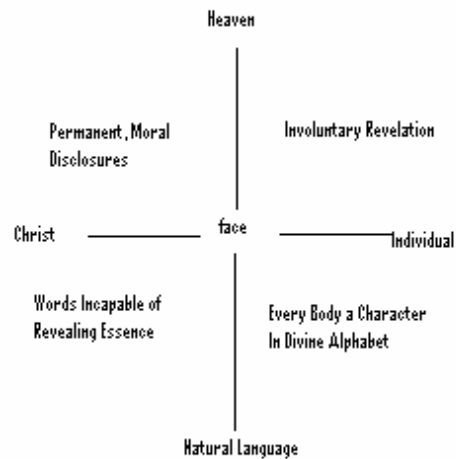 Heaven
Permanent, Moral
Disclosures
Involuntary Revelation
Christ
face
Individual
Words Incapable of
Revealing Essence
Every Body a Character
In Divine Alphabet
Natural Language